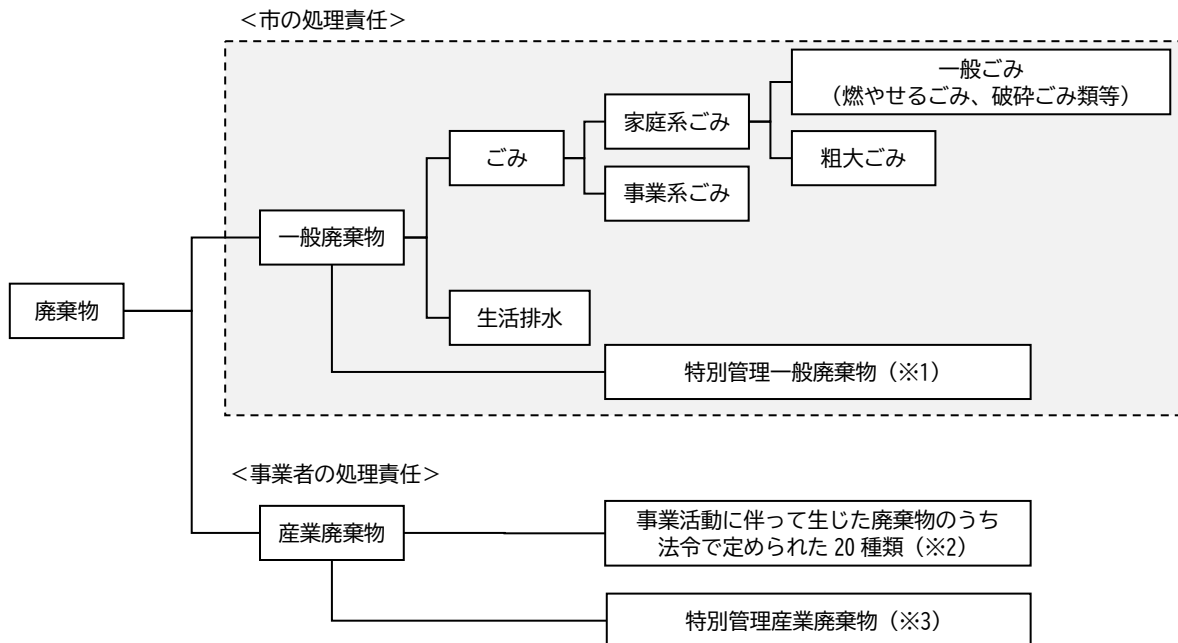 ＜市の処理責任＞
一般ごみ
（燃やせるごみ、破砕ごみ類等）
家庭系ごみ
ごみ
粗大ごみ
事業系ごみ
一般廃棄物
廃棄物
生活排水
特別管理一般廃棄物（※1）
＜事業者の処理責任＞
産業廃棄物
事業活動に伴って生じた廃棄物のうち
法令で定められた 20 種類（※2）
特別管理産業廃棄物（※3）